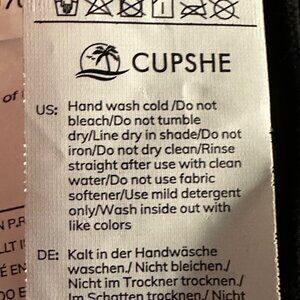 CUPSHE
US: Hand wash cold /Do not
bleach/Do not tumble
dry/Line dry in shade/Do not
iron/Do not dry clean/Rinse
straight after use with clean
water/Do not use fabric
softener/Use mild detergent
only/Wash inside out with
like colors
DE: Kalt in der Handwäsche
waschen./ Nicht bleichen./
Nicht im Trockner trocknen./
Im Schatten trocknen./ Nicht
of